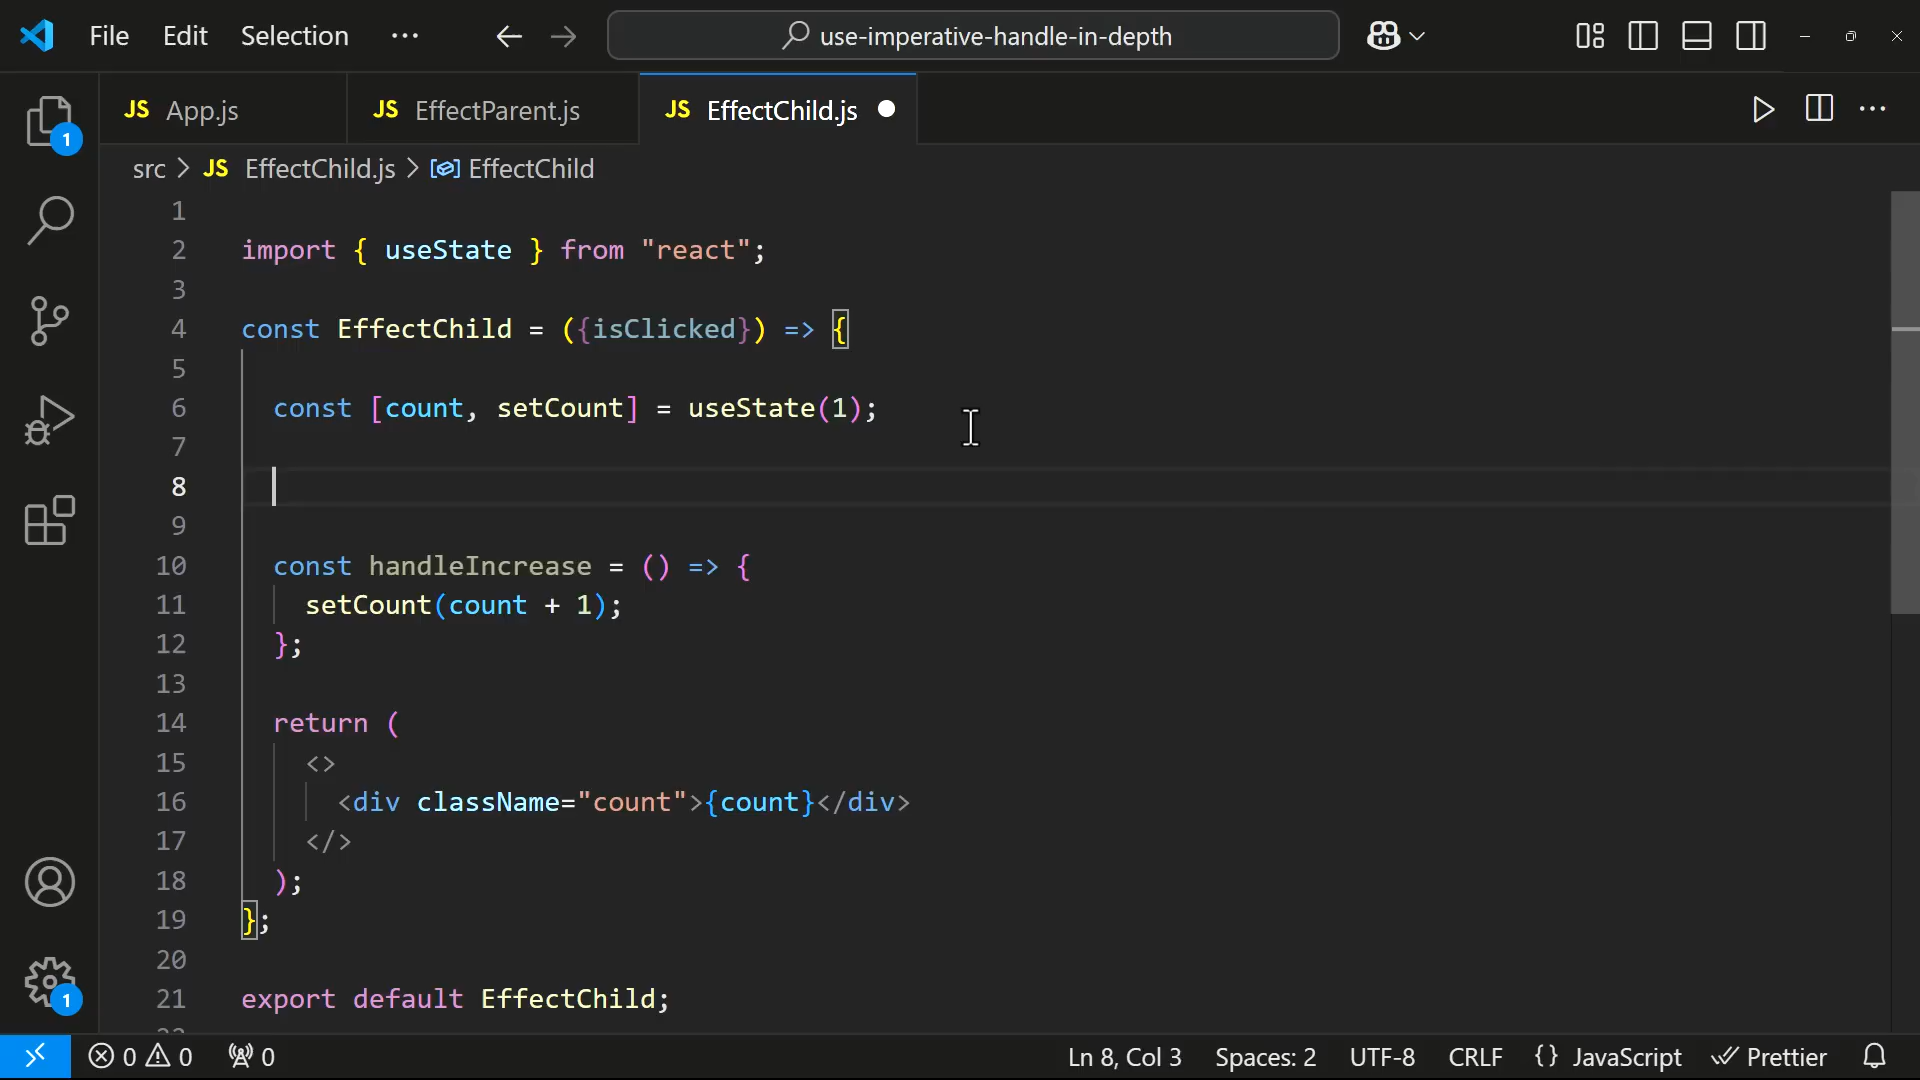 File Edit Selection ··· use-imperative-handle-in-depth
JS App.js JS EffectParent.js JS EffectChild.js
src > JS EffectChild.js > EffectChild
1
2 import { useState } from "react";
3
4 const EffectChild = ({isClicked}) => {
5
6 const [count, setCount] = useState(1);
7
8
9
10 const handleIncrease = () => {
11 setCount(count + 1);
12 };
13
14 return (
15 <>
16 <div className="count">{count}</div>
17 </>
18 );
19 };
20
21 export default EffectChild;
1
1
0 0 0 Ln 8, Col 3 Spaces: 2 UTF-8 CRLF {} JavaScript Prettier